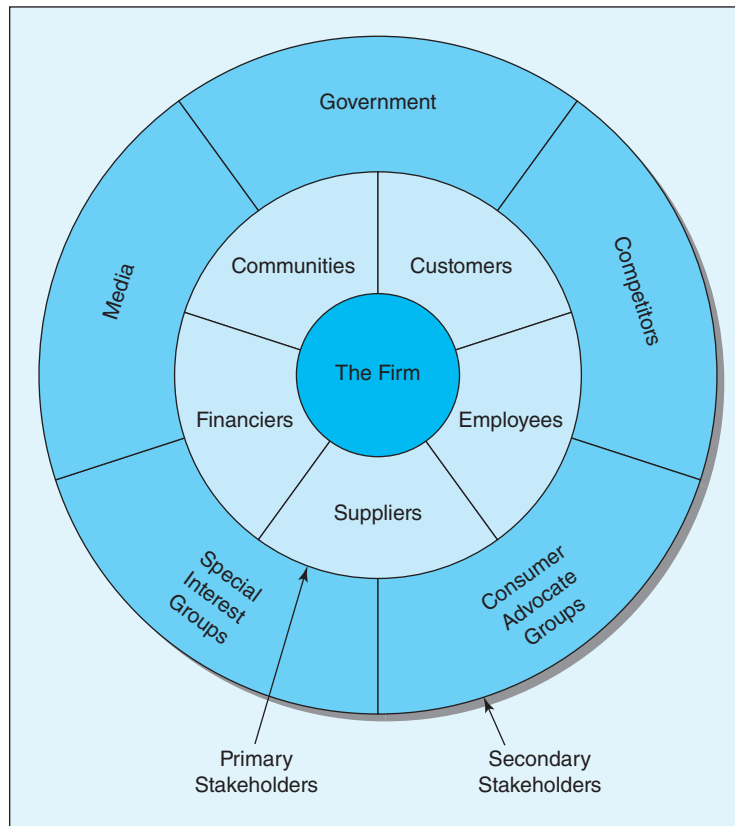 Government
Media
Competitors
Communities
Customers
The Firm
Financiers
Employees
Suppliers
Special
Interest
Groups
Consumer
Advocate
Groups
Primary
Stakeholders
Secondary
Stakeholders